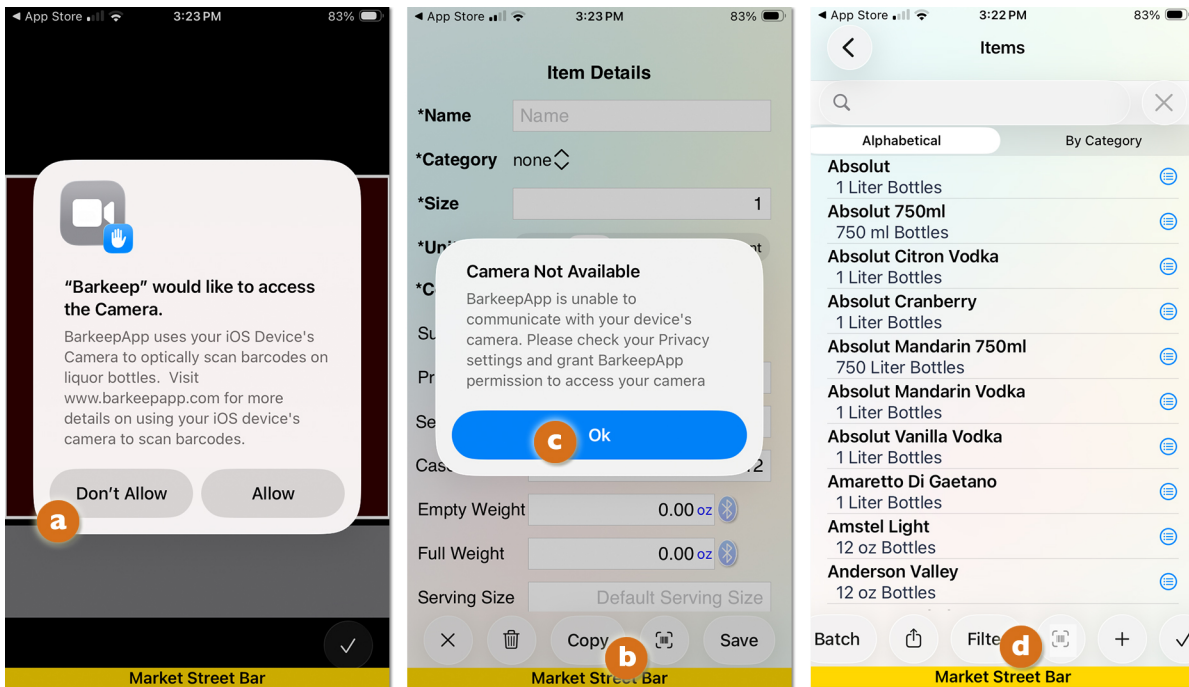 ◀ App Store
3:23 PM
83%
“Barkeep” would like to access
the Camera.
BarkeepApp uses your iOS Device's
Camera to optically scan barcodes on
liquor bottles.  Visit
www.barkeepapp.com for more
details on using your iOS device's
camera to scan barcodes.
Don't Allow
Allow
a
Market Street Bar
◀ App Store
3:23 PM
83%
Item Details
*Name
Name
*Category
none
*Size
1
Camera Not Available
BarkeepApp is unable to
communicate with your device's
camera. Please check your Privacy
settings and grant BarkeepApp
permission to access your camera
c
Ok
Empty Weight
0.00 oz
Full Weight
0.00 oz
Serving Size
Default Serving Size
Copy
b
Save
Market Street Bar
◀ App Store
3:22 PM
83%
Items
Alphabetical
By Category
Absolut
1 Liter Bottles
Absolut 750ml
750 ml Bottles
Absolut Citron Vodka
1 Liter Bottles
Absolut Cranberry
1 Liter Bottles
Absolut Mandarin 750ml
750 Liter Bottles
Absolut Mandarin Vodka
1 Liter Bottles
Absolut Vanilla Vodka
1 Liter Bottles
Amaretto Di Gaetano
1 Liter Bottles
Amstel Light
12 oz Bottles
Anderson Valley
12 oz Bottles
Batch
Filte
d
Market Street Bar